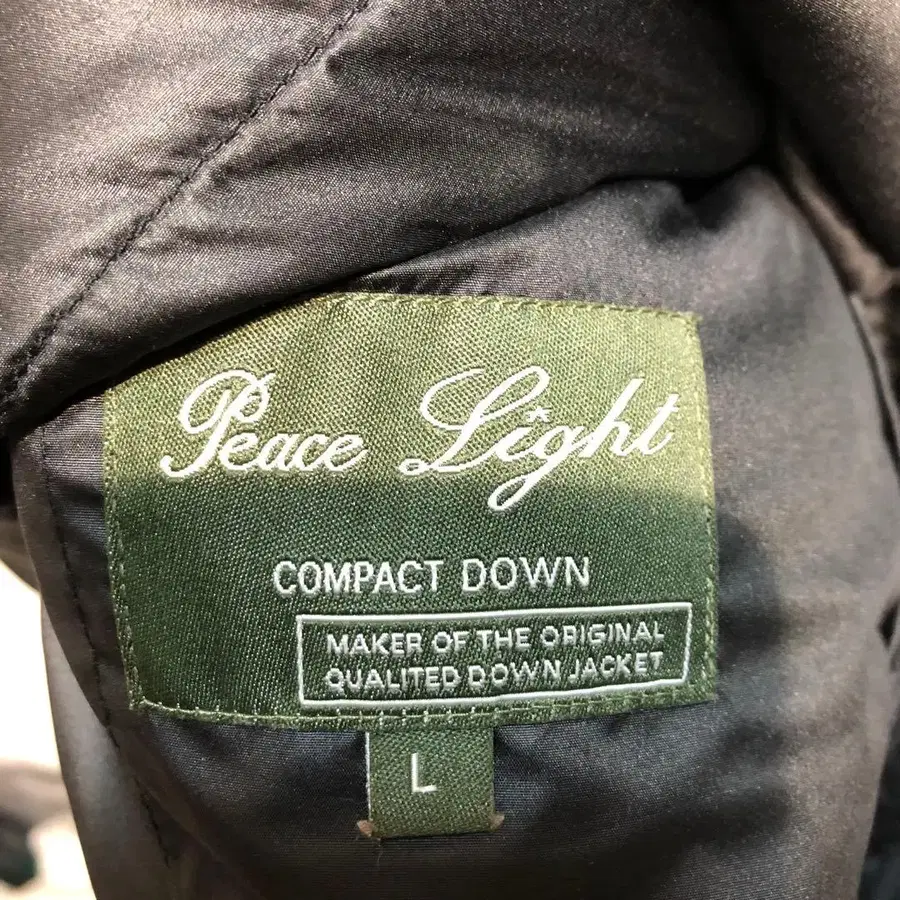 Peace Light
COMPACT DOWN
MAKER OF THE ORIGINAL
QUALITED DOWN JACKET
L